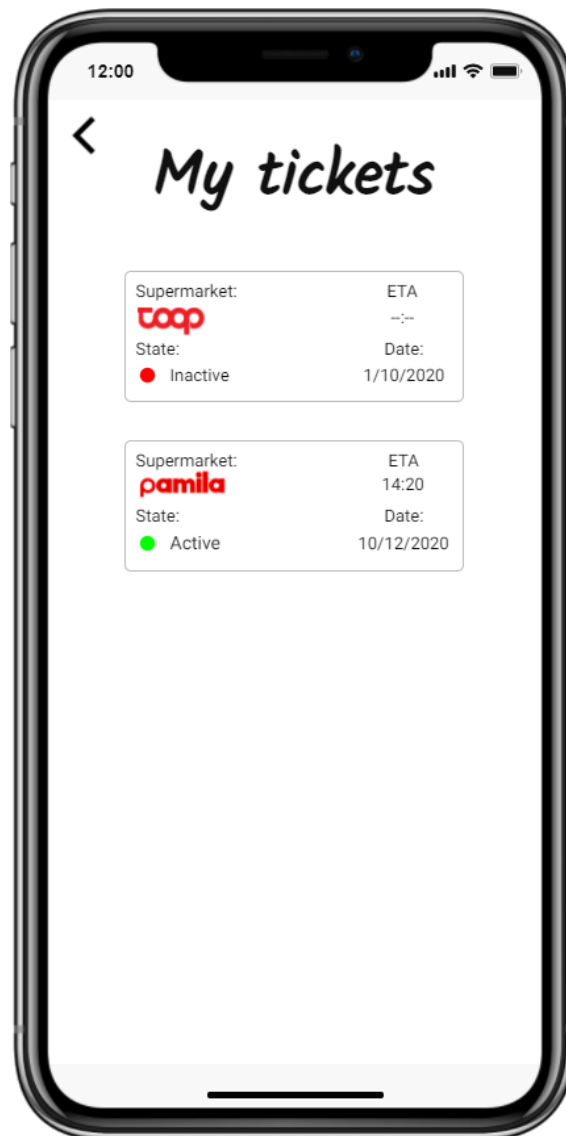 12:00
My tickets
Supermarket: ETA
coop --:--
State: Date:
Inactive 1/10/2020
Supermarket: ETA
pamila 14:20
State: Date:
Active 10/12/2020